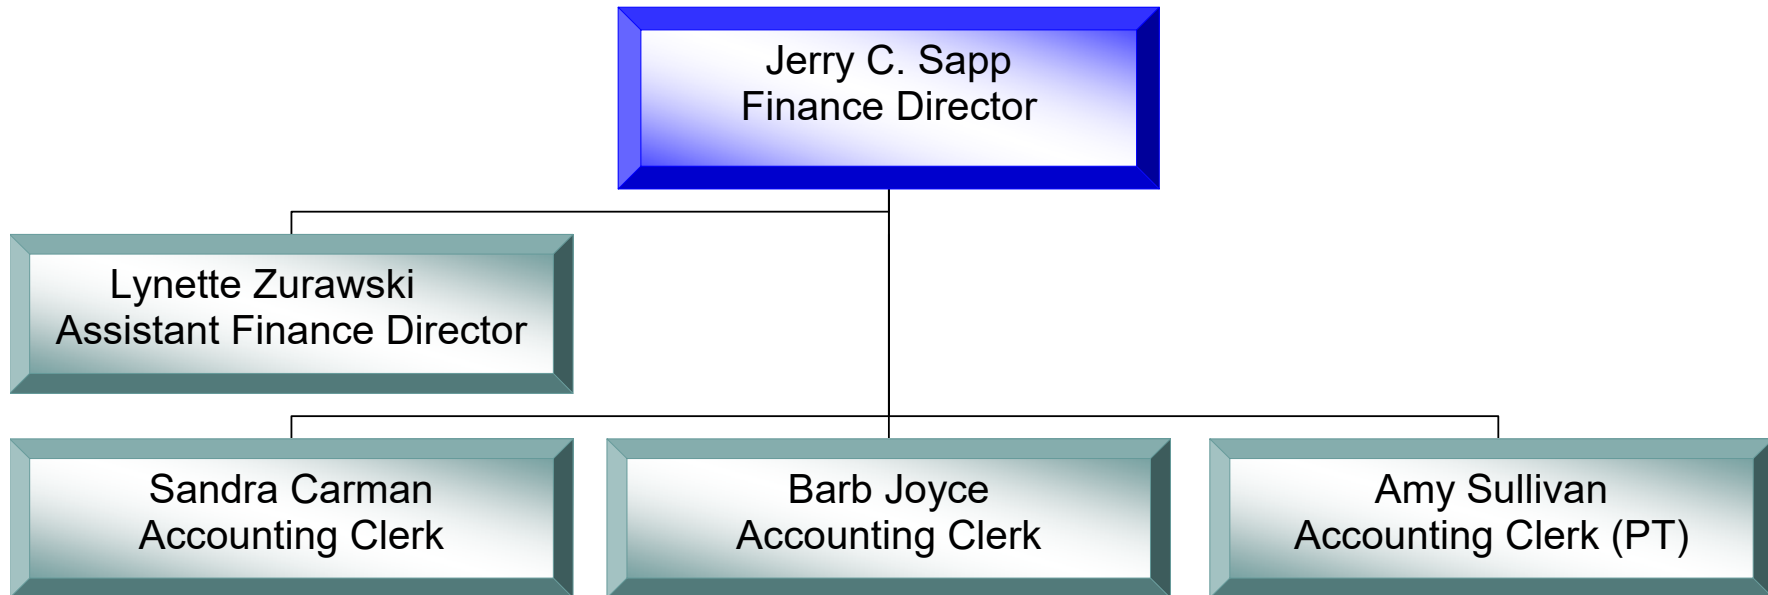 Jerry C. Sapp
Finance Director
Lynette Zurawski
Assistant Finance Director
Sandra Carman
Accounting Clerk
Barb Joyce
Accounting Clerk
Amy Sullivan
Accounting Clerk (PT)